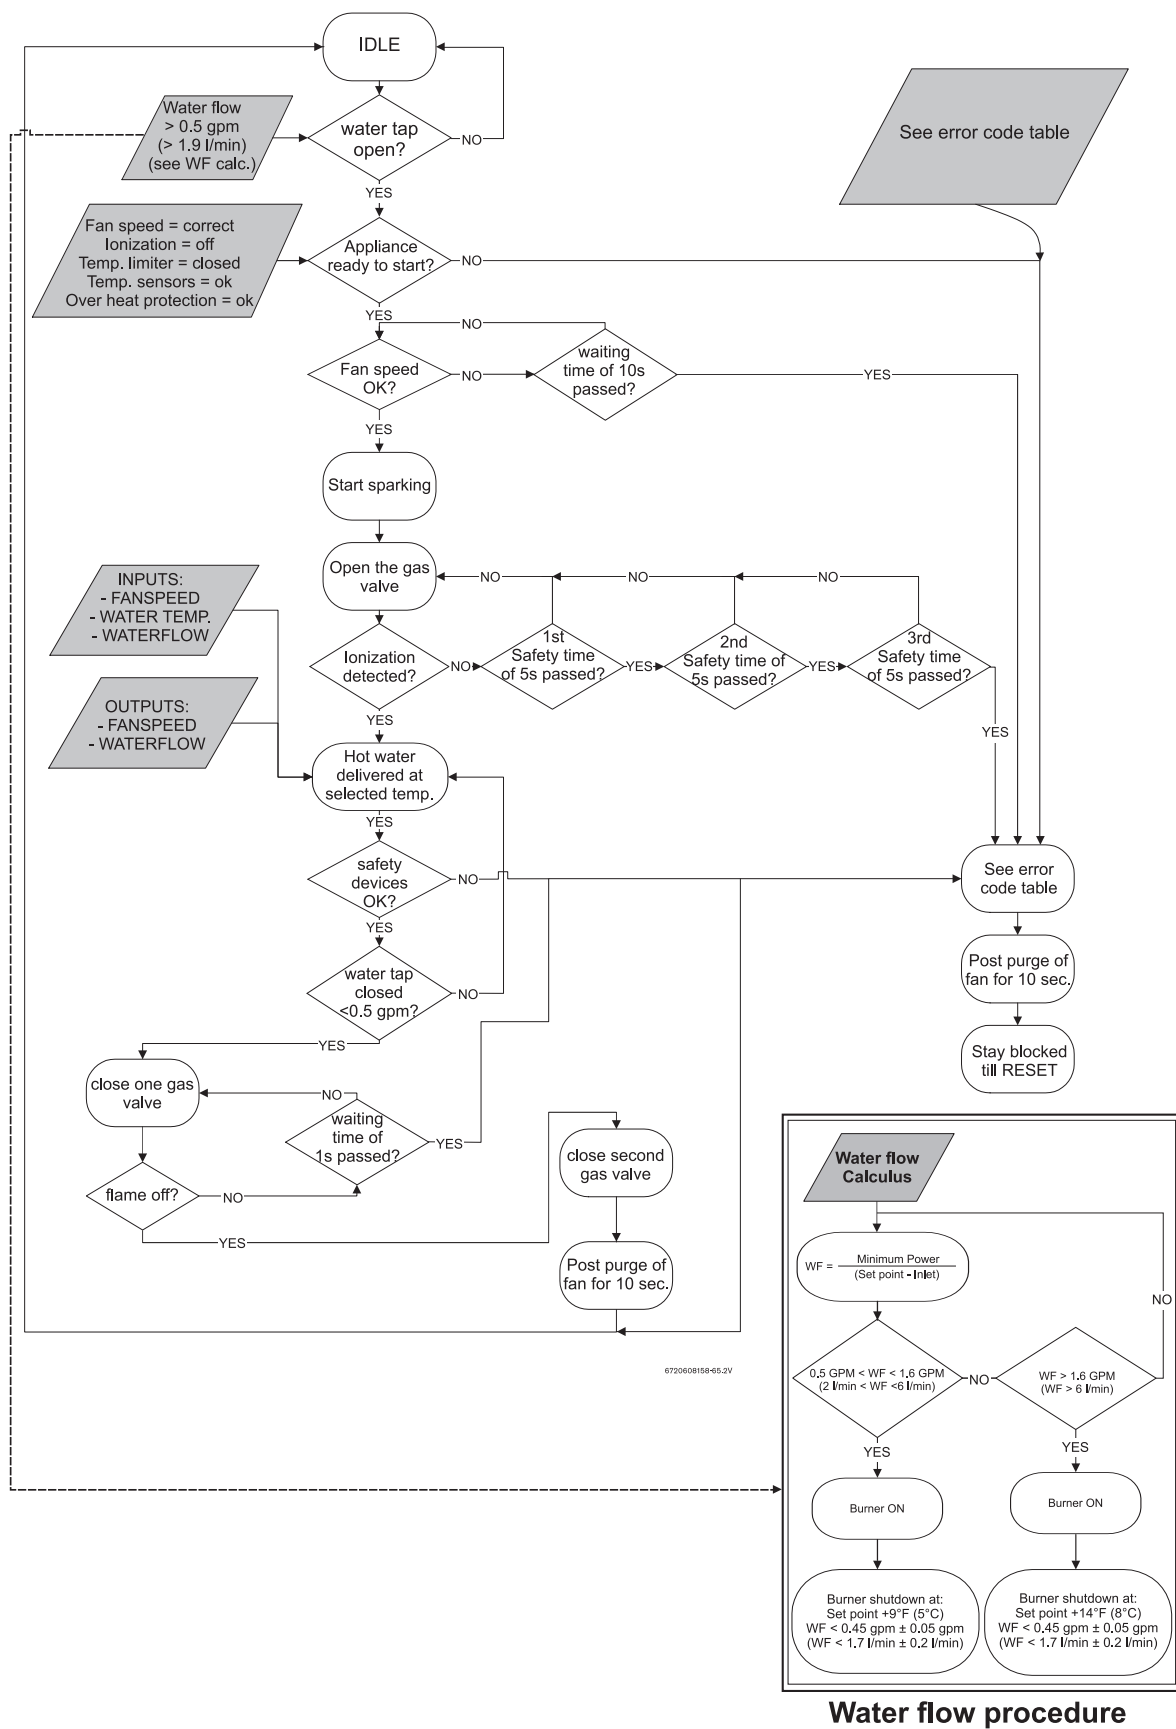 IDLE
Water flow
> 0.5 gpm
(> 1.9 l/min)
(see WF calc.)
water tap
open?
NO
See error code table
YES
Fan speed = correct
Ionization = off
Temp. limiter = closed
Temp. sensors = ok
Over heat protection = ok
Appliance
ready to start?
NO
YES
NO
Fan speed
OK?
NO
waiting
time of 10s
passed?
YES
YES
Start sparking
Open the gas
valve
NO
NO
NO
INPUTS:
- FANSPEED
- WATER TEMP.
- WATERFLOW
Ionization
detected?
NO
1st
Safety time
of 5s passed?
YES
2nd
Safety time of
5s passed?
YES
3rd
Safety time
of 5s passed?
YES
YES
OUTPUTS:
- FANSPEED
- WATERFLOW
Hot water
delivered at
selected temp.
YES
safety
devices
OK?
NO
See error
code table
YES
water tap
closed
<0.5 gpm?
NO
Post purge of
fan for 10 sec.
YES
Stay blocked
till RESET
close one gas
valve
NO
waiting
time of
1s passed?
YES
close second
gas valve
flame off?
NO
YES
Post purge of
fan for 10 sec.
6720608158-65.2V
Water flow
Calculus
WF =
Minimum Power
(Set point - Inlet)
NO
0.5 GPM < WF < 1.6 GPM
(2 l/min < WF <6 l/min)
NO
WF > 1.6 GPM
(WF > 6 l/min)
YES
YES
Burner ON
Burner ON
Burner shutdown at:
Set point +9°F (5°C)
WF < 0.45 gpm ± 0.05 gpm
(WF < 1.7 l/min ± 0.2 l/min)
Burner shutdown at:
Set point +14°F (8°C)
WF < 0.45 gpm ± 0.05 gpm
(WF < 1.7 l/min ± 0.2 l/min)
Water flow procedure